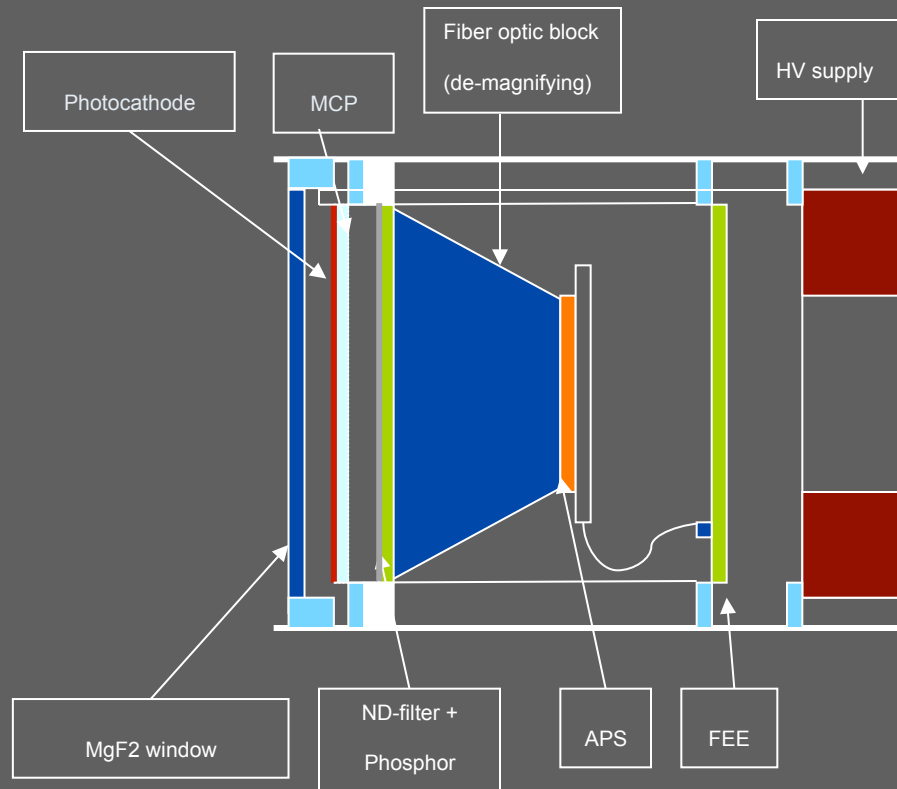 Fiber optic block
(de-magnifying)
HV supply
Photocathode
MCP
MgF2 window
ND-filter +
Phosphor
APS
FEE